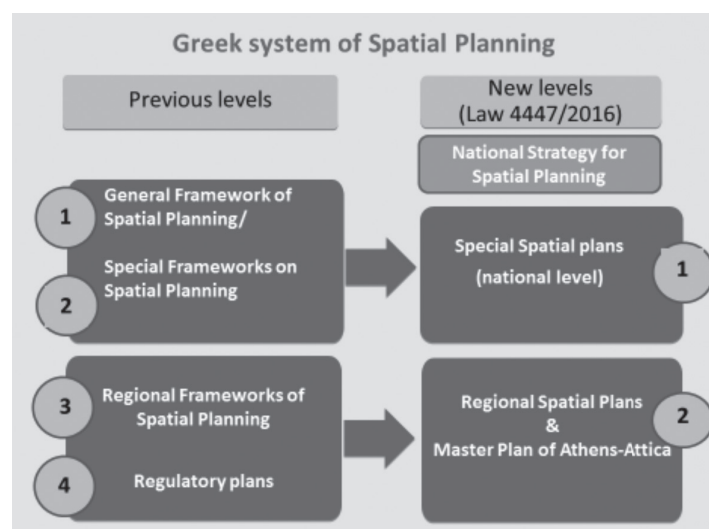 Greek system of Spatial Planning
Previous levels
New levels
(Law 4447/2016)
National Strategy for
Spatial Planning
1
General Framework of
Spatial Planning/
2
Special Frameworks on
Spatial Planning
Special Spatial plans
(national level)
1
3
Regional Frameworks of
Spatial Planning
4
Regulatory plans
Regional Spatial Plans
&
Master Plan of Athens-Attica
2